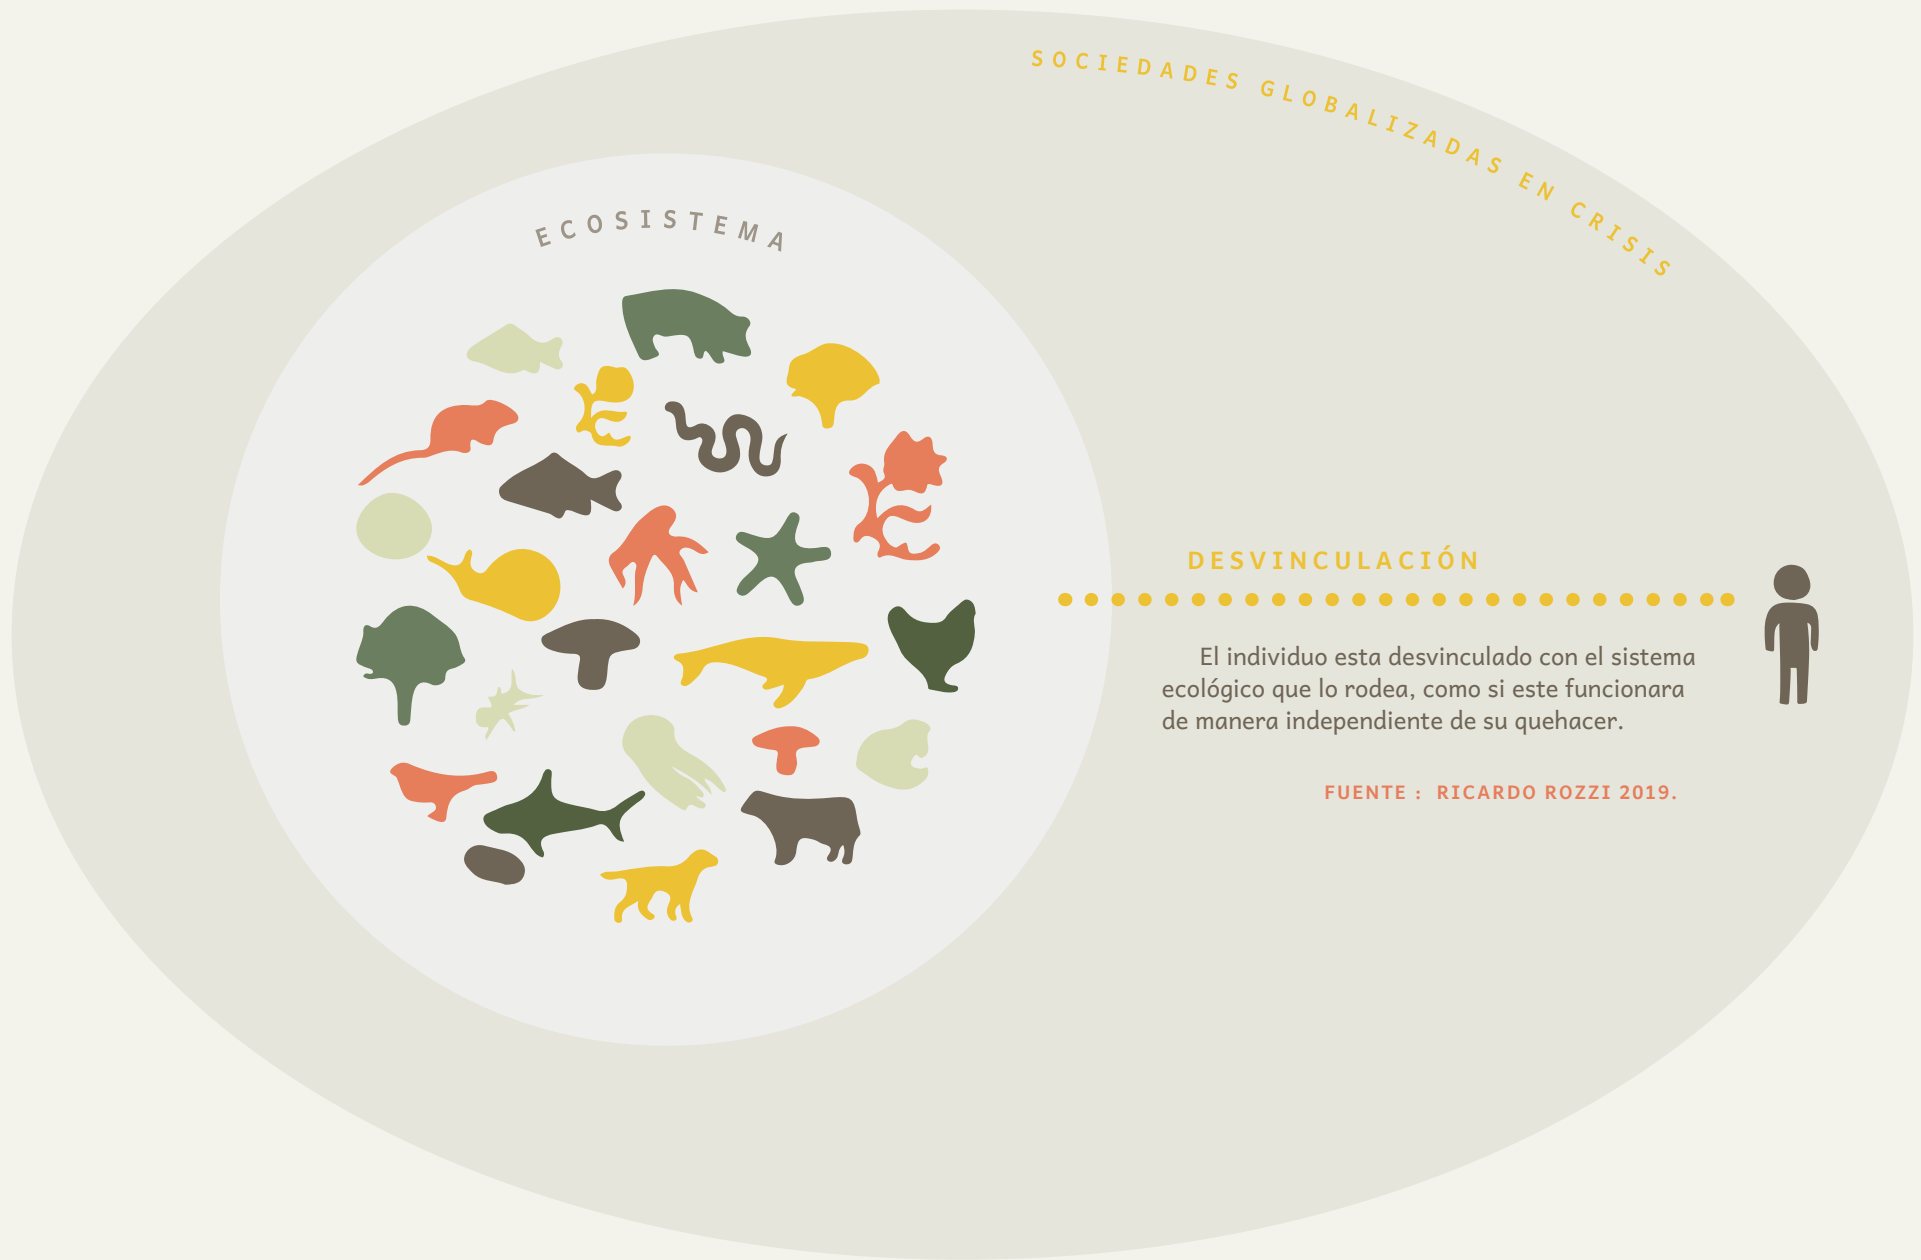 SOCIEDADES GLOBALIZADAS EN CRISIS
ECOSISTEMA
DESVINCULACIÓN
El individuo esta desvinculado con el sistema
ecológico que lo rodea, como si este funcionara
de manera independiente de su quehacer.
FUENTE : RICARDO ROZZI 2019.